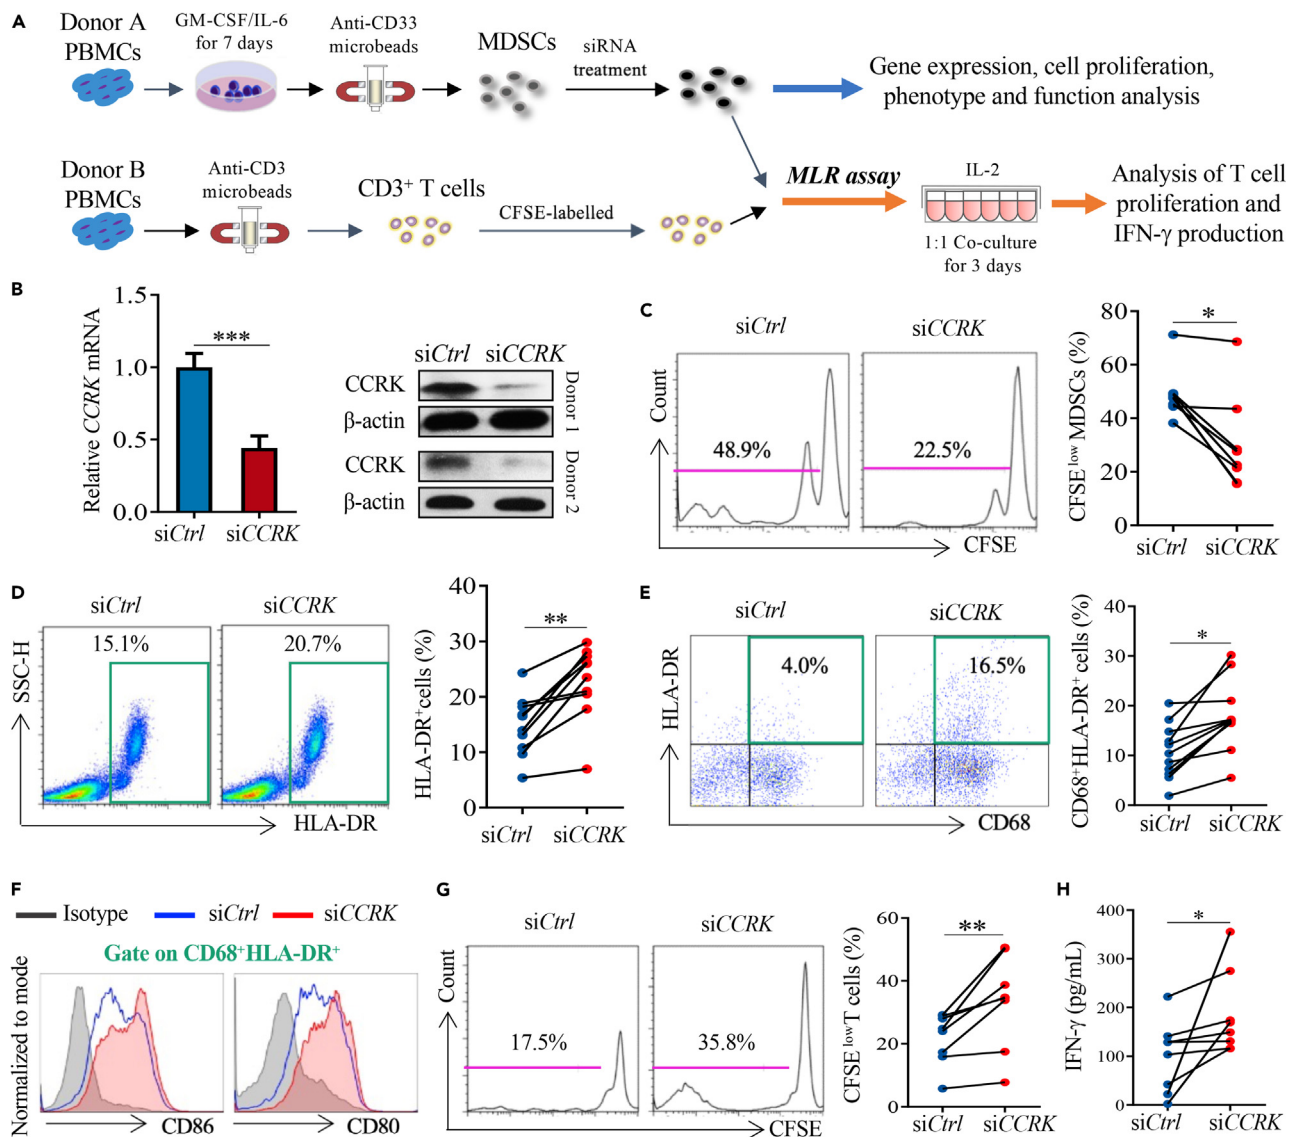 A
Donor A
PBMCs
GM-CSF/IL-6
for 7 days
Anti-CD33
microbeads
MDSCs
siRNA
treatment
Gene expression, cell proliferation,
phenotype and function analysis
Donor B
PBMCs
Anti-CD3
microbeads
CD3⁺ T cells
CFSE-labelled
MLR assay
IL-2
1:1 Co-culture
for 3 days
Analysis of T cell
proliferation and
IFN-γ production
B
Relative CCRK mRNA
1.5
1.0
0.5
0.0
***
siCtrl
siCCRK
siCtrl siCCRK
CCRK
β-actin
Donor 1
CCRK
β-actin
Donor 2
C
siCtrl
siCCRK
Count
48.9%
22.5%
CFSE
CFSE low MDSCs (%)
80
60
40
20
0
*
siCtrl siCCRK
D
siCtrl
siCCRK
SSC-H
15.1%
20.7%
HLA-DR
HLA-DR⁺cells (%)
40
30
20
10
0
**
siCtrl siCCRK
E
siCtrl
siCCRK
HLA-DR
4.0%
16.5%
CD68
CD68⁺HLA-DR⁺ cells (%)
40
30
20
10
0
*
siCtrl siCCRK
F
Isotype
siCtrl
siCCRK
Gate on CD68⁺HLA-DR⁺
Normalized to mode
CD86
CD80
G
siCtrl
siCCRK
Count
17.5%
35.8%
CFSE
CFSE lowT cells (%)
60
40
20
0
**
siCtrl siCCRK
H
IFN-γ (pg/mL)
400
300
200
100
0
*
siCtrl siCCRK